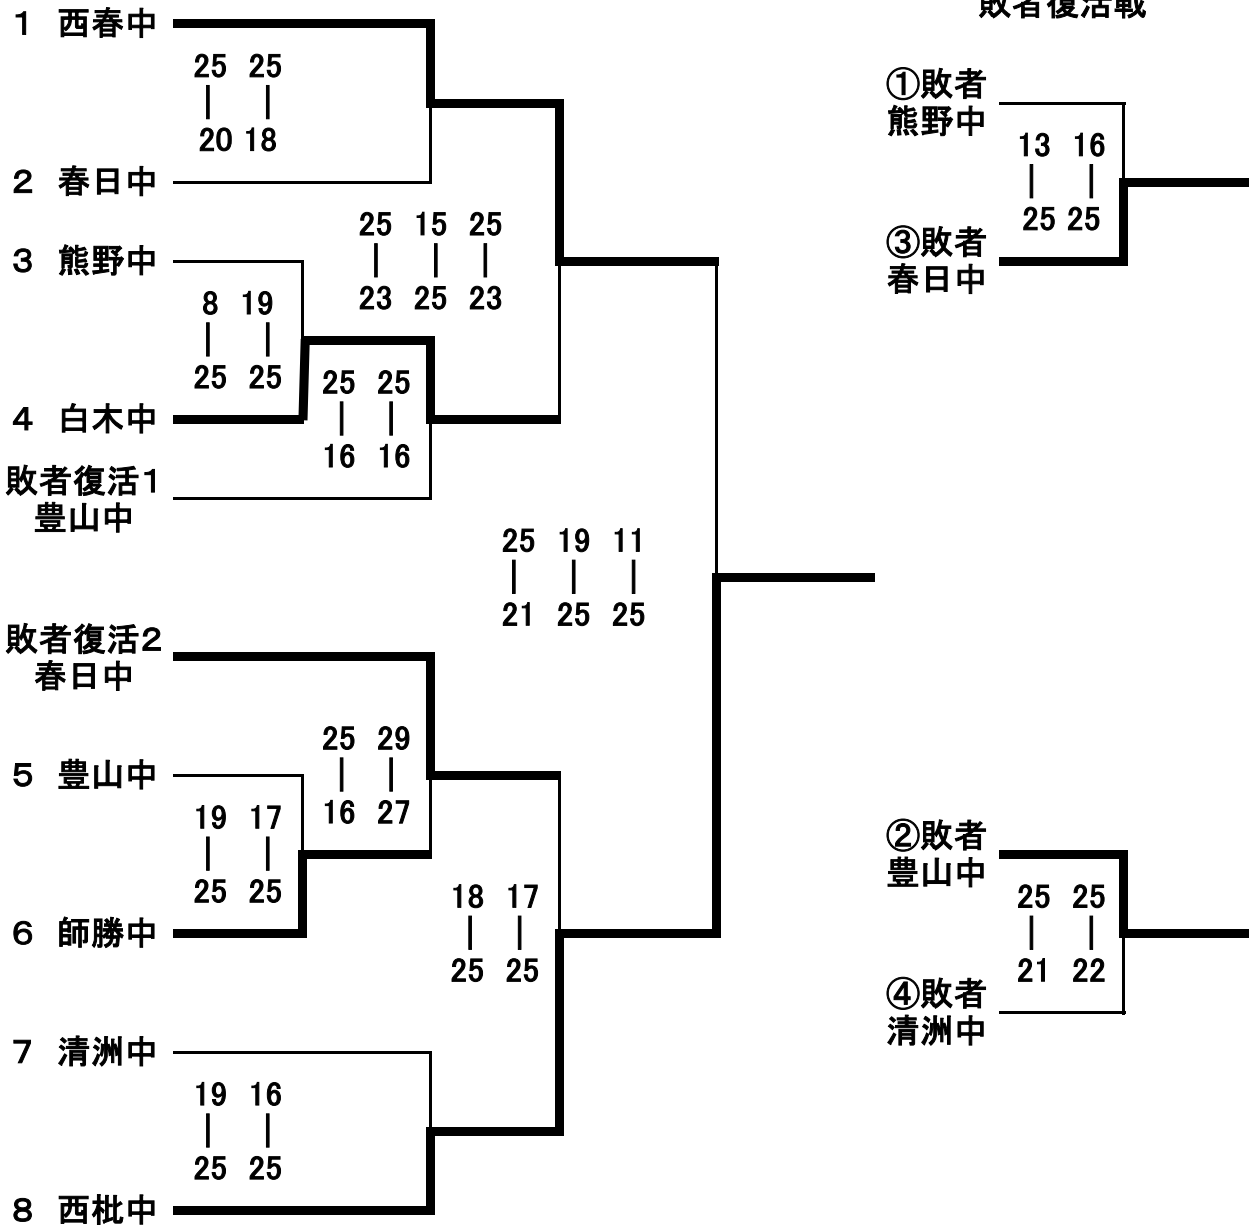 敗者復活戦
1 西春中
25 25
20 18
2 春日中
25 15 25
23 25 23
3 熊野中
8 19
25 25
4 白木中
25 25
16 16
敗者復活1
豊山中
25 19 11
21 25 25
敗者復活2
春日中
25 29
16 27
5 豊山中
19 17
25 25
6 師勝中
18 17
25 25
7 清洲中
19 16
25 25
8 西枇中
①敗者
熊野中
13 16
25 25
③敗者
春日中
②敗者
豊山中
25 25
21 22
④敗者
清洲中